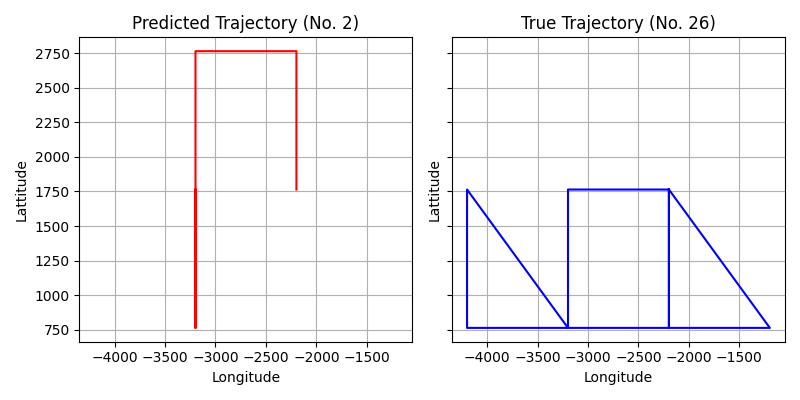 Predicted Trajectory (No. 2)
2750
2500
2250
2000
1750
1500
1250
1000
750
Lattitude
−4000 −3500 −3000 −2500 −2000 −1500
Longitude
True Trajectory (No. 26)
Lattitude
−4000 −3500 −3000 −2500 −2000 −1500
Longitude